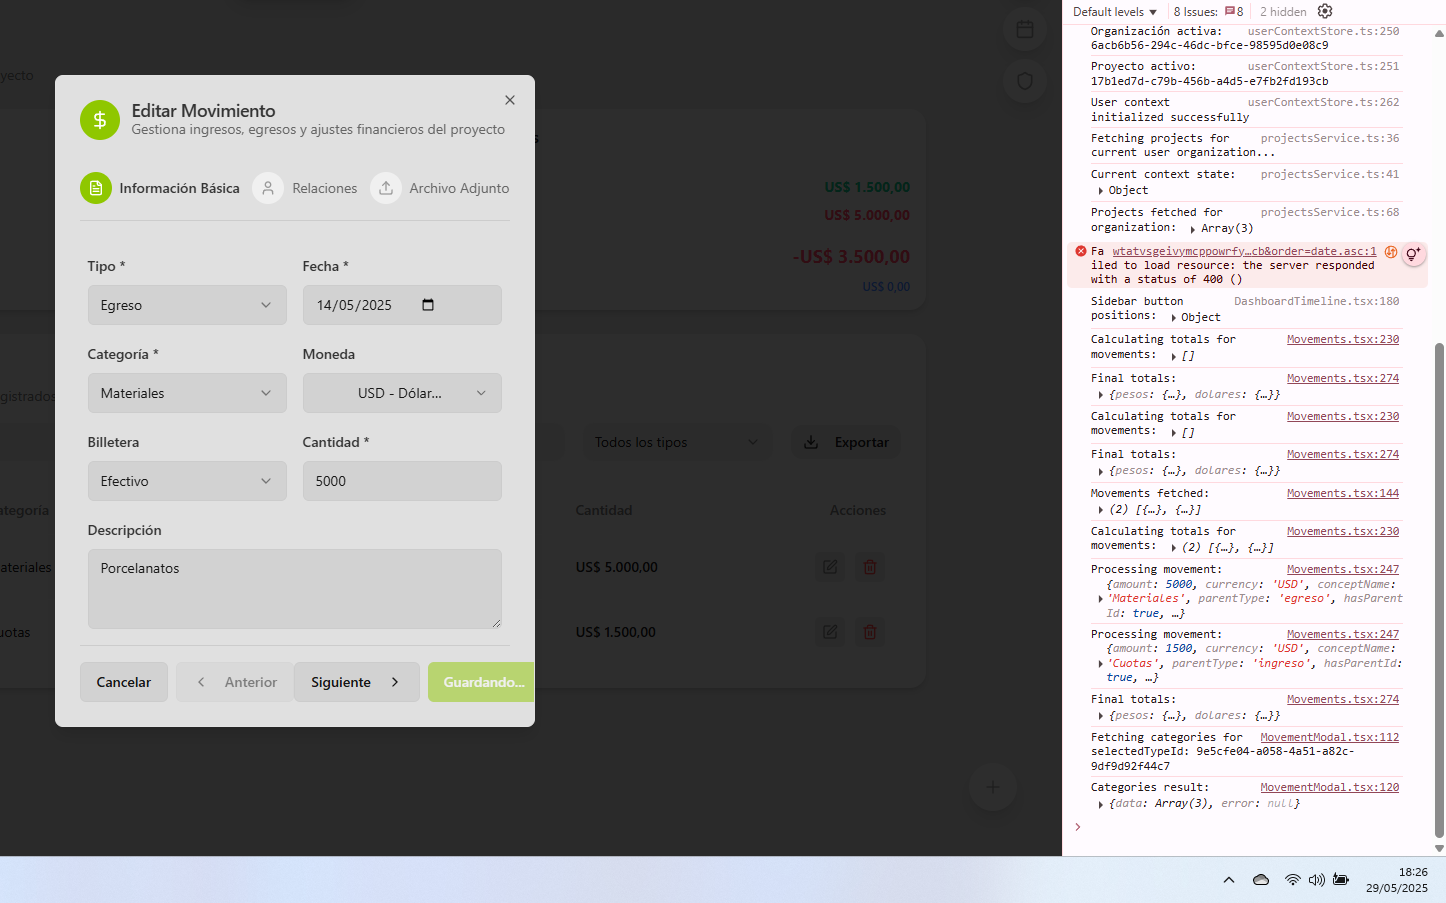 yecto
Editar Movimiento
Gestiona ingresos, egresos y ajustes financieros del proyecto
Información Básica
Relaciones
Archivo Adjunto
Tipo *
Fecha *
Egreso
14/05/2025
Categoría *
Moneda
Materiales
USD - Dólar...
Billetera
Cantidad *
Efectivo
5000
Descripción
Porcelanatos
Cancelar
Anterior
Siguiente
Guardando...
s
US$ 1.500,00
US$ 5.000,00
-US$ 3.500,00
US$ 0,00
gistrados
Todos los tipos
Exportar
ategoría
Cantidad
Acciones
ateriales
US$ 5.000,00
uotas
US$ 1.500,00
Default levels
8 Issues:
8
2 hidden
Organización activa: userContextStore.ts:250
6acb6b56-294c-46dc-bfce-98595d0e08c9
Proyecto activo: userContextStore.ts:251
17b1ed7d-c79b-456b-a4d5-e7fb2fd193cb
User context userContextStore.ts:262
initialized successfully
Fetching projects for projectsService.ts:36
current user organization...
Current context state: projectsService.ts:41
Object
Projects fetched for projectsService.ts:68
organization: Array(3)
Fa wtatvsgeivymcppowrfy…cb&order=date.asc:1
iled to load resource: the server responded
with a status of 400 ()
Sidebar button DashboardTimeline.tsx:180
positions: Object
Calculating totals for Movements.tsx:230
movements: []
Final totals: Movements.tsx:274
{pesos: {…}, dolares: {…}}
Calculating totals for Movements.tsx:230
movements: []
Final totals: Movements.tsx:274
{pesos: {…}, dolares: {…}}
Movements fetched: Movements.tsx:144
(2) [{…}, {…}]
Calculating totals for Movements.tsx:230
movements: (2) [{…}, {…}]
Processing movement: Movements.tsx:247
{amount: 5000, currency: 'USD', conceptName:
'Materiales', parentType: 'egreso', hasParent
Id: true, …}
Processing movement: Movements.tsx:247
{amount: 1500, currency: 'USD', conceptName:
'Cuotas', parentType: 'ingreso', hasParentId:
true, …}
Final totals: Movements.tsx:274
{pesos: {…}, dolares: {…}}
Fetching categories for MovementModal.tsx:112
selectedTypeId: 9e5cfe04-a058-4a51-a82c-
9df9d92f44c7
Categories result: MovementModal.tsx:120
{data: Array(3), error: null}
18:26
29/05/2025